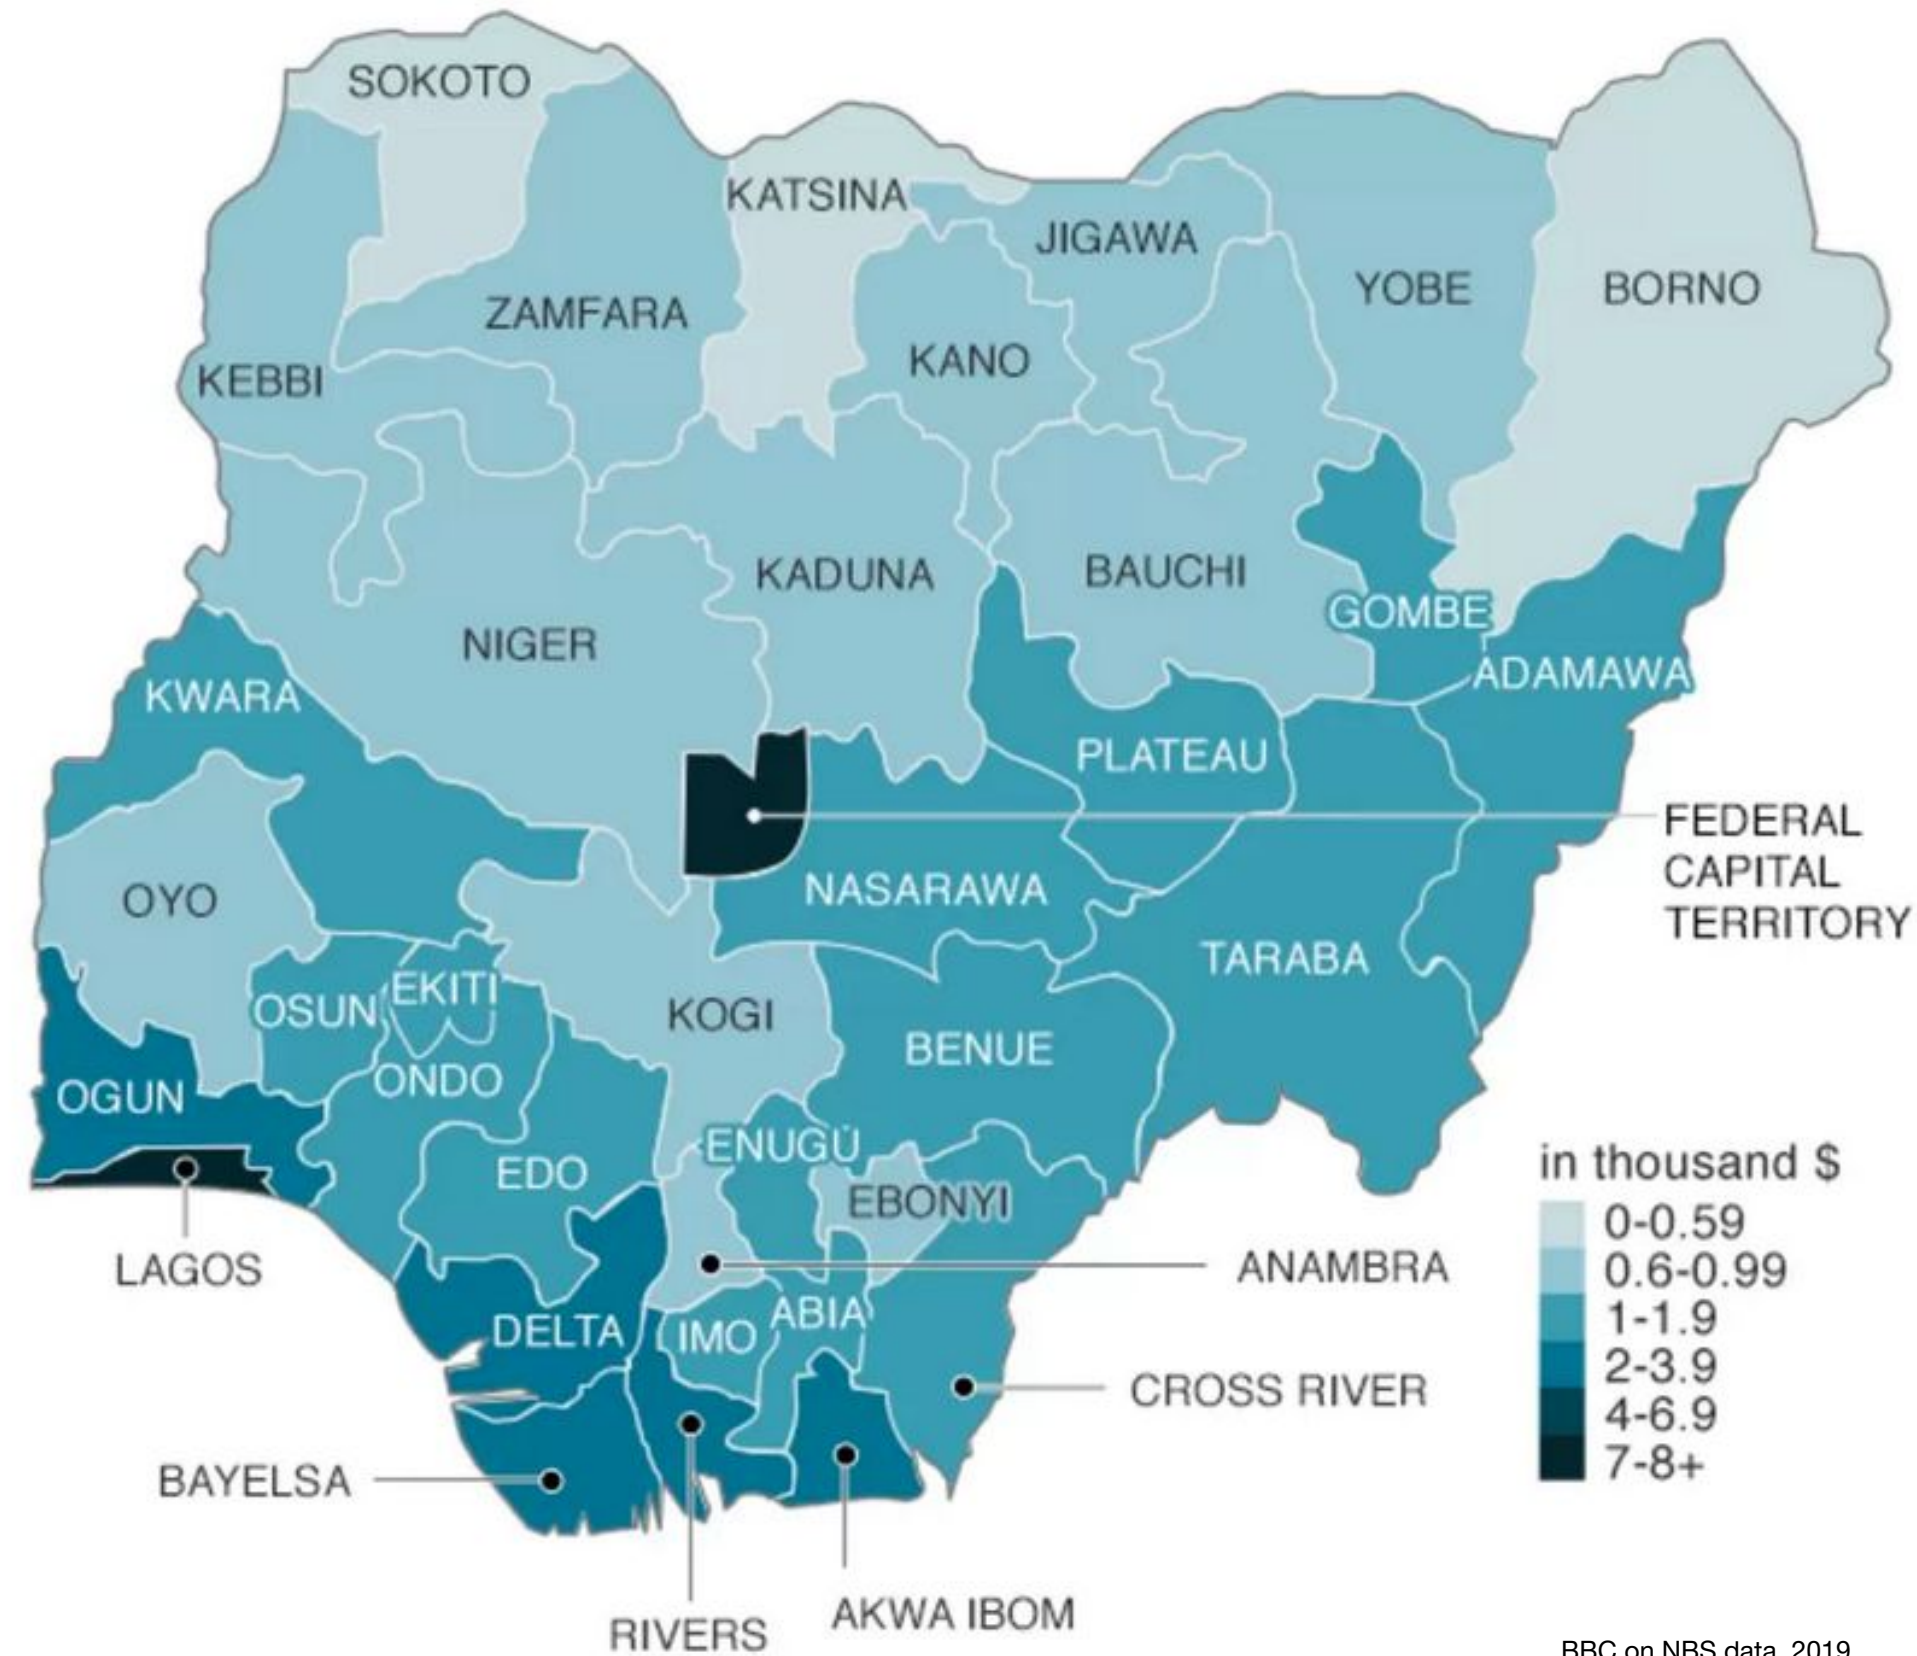 SOKOTO
KATSINA
JIGAWA
YOBE
BORNO
ZAMFARA
KANO
KEBBI
KADUNA
BAUCHI
GOMBE
NIGER
ADAMAWA
KWARA
PLATEAU
FEDERAL
CAPITAL
TERRITORY
OYO
NASARAWA
TARABA
EKITI
OSUN
KOGI
BENUE
ONDO
OGUN
ENUGU
EDO
EBONYI
LAGOS
ANAMBRA
ABIA
DELTA
IMO
CROSS RIVER
BAYELSA
AKWA IBOM
RIVERS
in thousand $
0-0.59
0.6-0.99
1-1.9
2-3.9
4-6.9
7-8+
BBC on NBS data, 2019